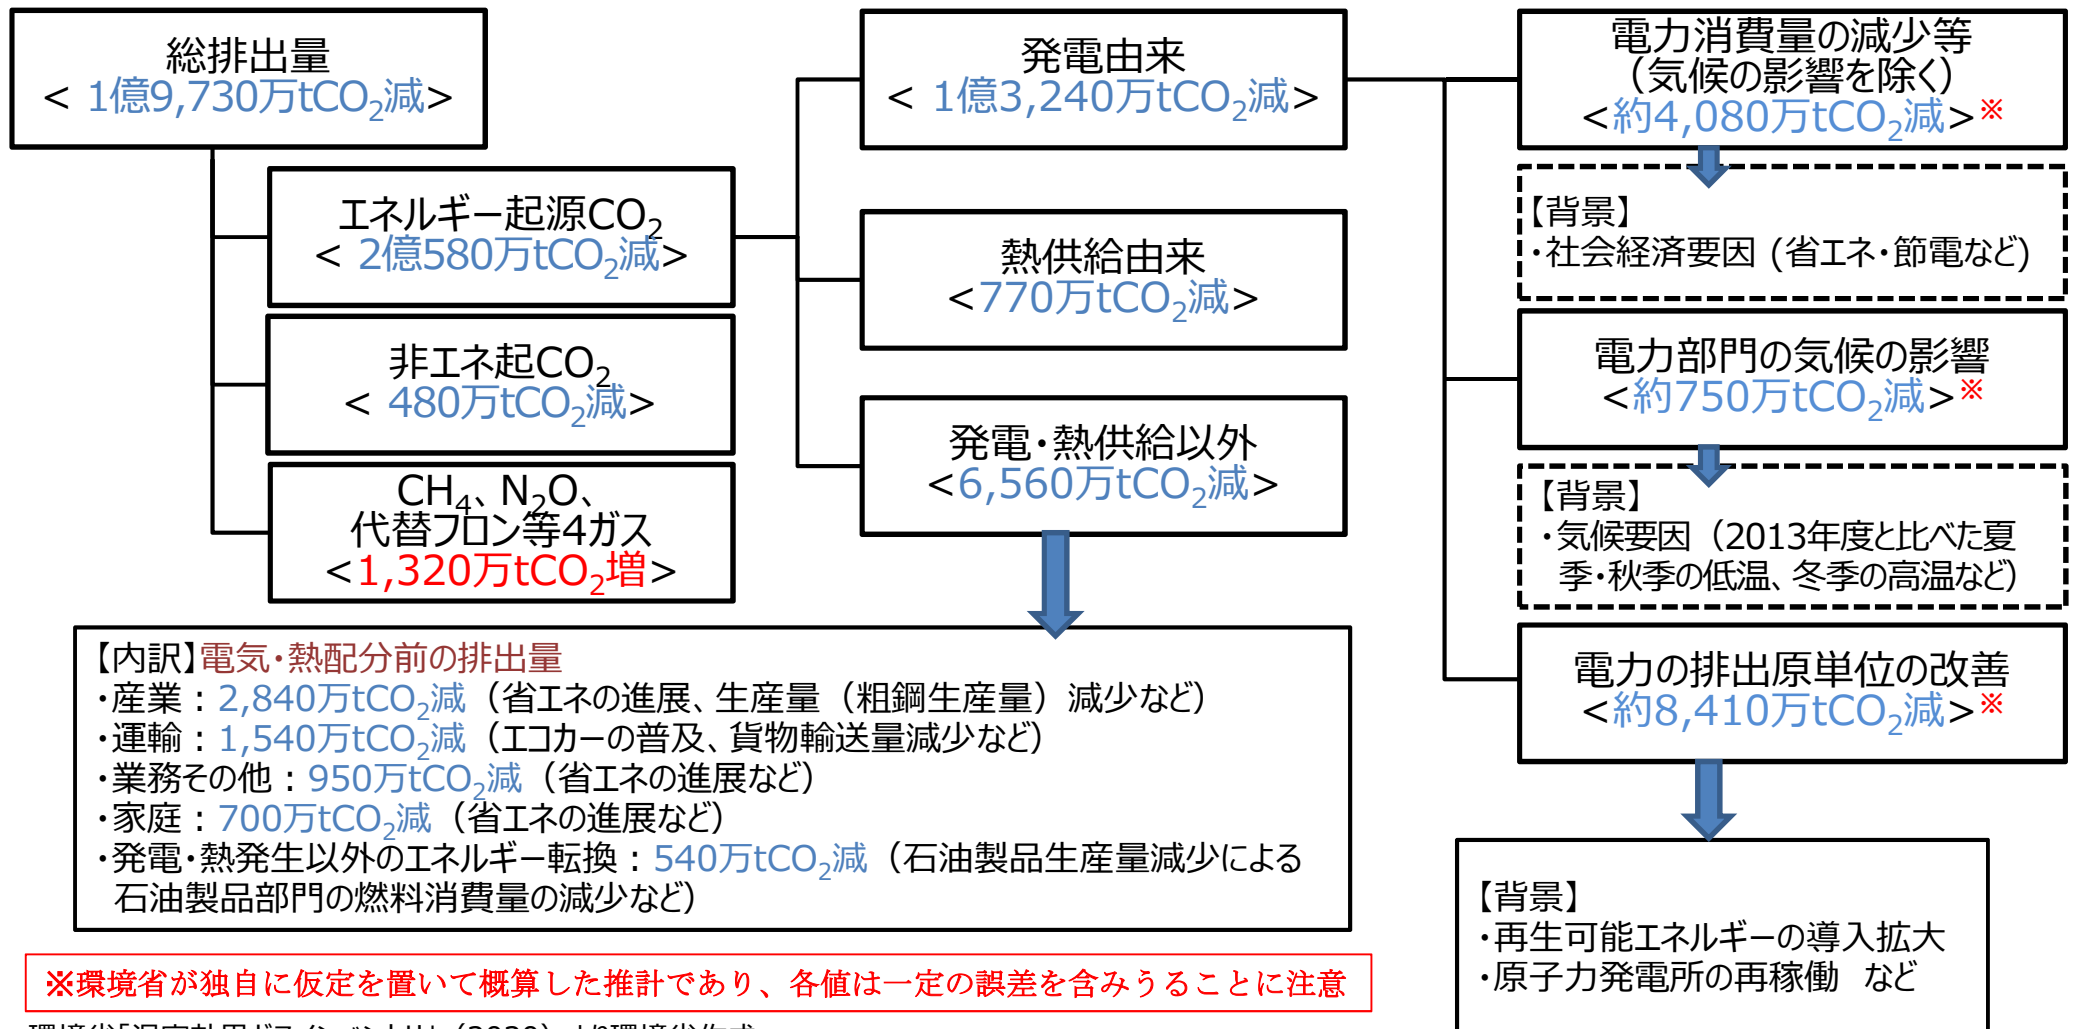 総排出量
< 1億9,730万tCO₂減>
エネルギー起源CO₂
< 2億580万tCO₂減>
非エネ起CO₂
< 480万tCO₂減>
CH₄、N₂O、
代替フロン等4ガス
<1,320万tCO₂増>
発電由来
< 1億3,240万tCO₂減>
熱供給由来
<770万tCO₂減>
発電・熱供給以外
<6,560万tCO₂減>
電力消費量の減少等
（気候の影響を除く）
<約4,080万tCO₂減>※
【背景】
・社会経済要因 (省エネ・節電など)
電力部門の気候の影響
<約750万tCO₂減>※
【背景】
・気候要因（2013年度と比べた夏
季・秋季の低温、冬季の高温など）
電力の排出原単位の改善
<約8,410万tCO₂減>※
【背景】
・再生可能エネルギーの導入拡大
・原子力発電所の再稼働 など
【内訳】電気・熱配分前の排出量
・産業：2,840万tCO₂減（省エネの進展、生産量（粗鋼生産量）減少など）
・運輸：1,540万tCO₂減（エコカーの普及、貨物輸送量減少など）
・業務その他：950万tCO₂減（省エネの進展など）
・家庭：700万tCO₂減（省エネの進展など）
・発電・熱発生以外のエネルギー転換：540万tCO₂減（石油製品生産量減少による
石油製品部門の燃料消費量の減少など）
※環境省が独自に仮定を置いて概算した推計であり、各値は一定の誤差を含みうることに注意